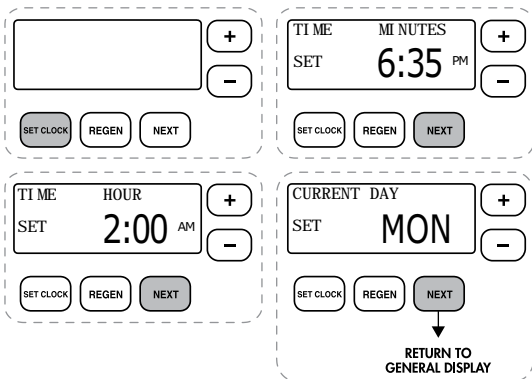 +
−
SET CLOCK REGEN NEXT
TIME MINUTES
SET 6:35 PM
+
−
SET CLOCK REGEN NEXT
TIME HOUR
SET 2:00 AM
+
−
SET CLOCK REGEN NEXT
CURRENT DAY
SET MON
+
−
SET CLOCK REGEN NEXT
RETURN TO
GENERAL DISPLAY